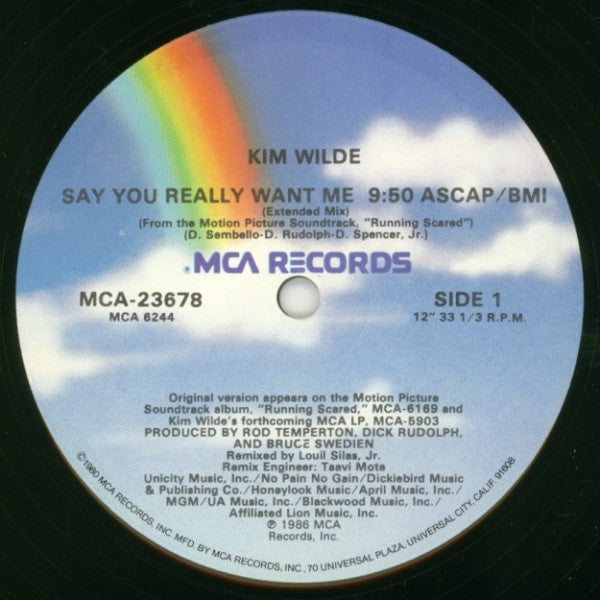 KIM WILDE
SAY YOU REALLY WANT ME 9:50 ASCAP/BMI
(Extended Mix)
(From the Motion Picture Soundtrack, "Running Scared")
(D. Sembello-D. Rudolph-D. Spencer, Jr.)
® MCA RECORDS
MCA-23678
MCA 6244
SIDE 1
12" 33 1/3 R.P.M.
Original version appears on the Motion Picture
Soundtrack album, "Running Scared," MCA-6169 and
Kim Wilde's forthcoming MCA LP, MCA-5903
PRODUCED BY ROD TEMPERTON, DICK RUDOLPH,
AND BRUCE SWEDIEN
Remixed by Louil Silas, Jr.
Remix Engineer: Taavi Mote
Unicity Music, Inc./No Pain No Gain/Dickiebird Music
& Publishing Co./Honeylook Music/April Music, Inc./
MGM/UA Music, Inc./Blackwood Music, Inc./
Affiliated Lion Music, Inc.
℗ 1986 MCA
Records, Inc.
©1980 MCA RECORDS, INC. MFD. BY MCA RECORDS, INC., 70 UNIVERSAL PLAZA, UNIVERSAL CITY, CALIF. 91608